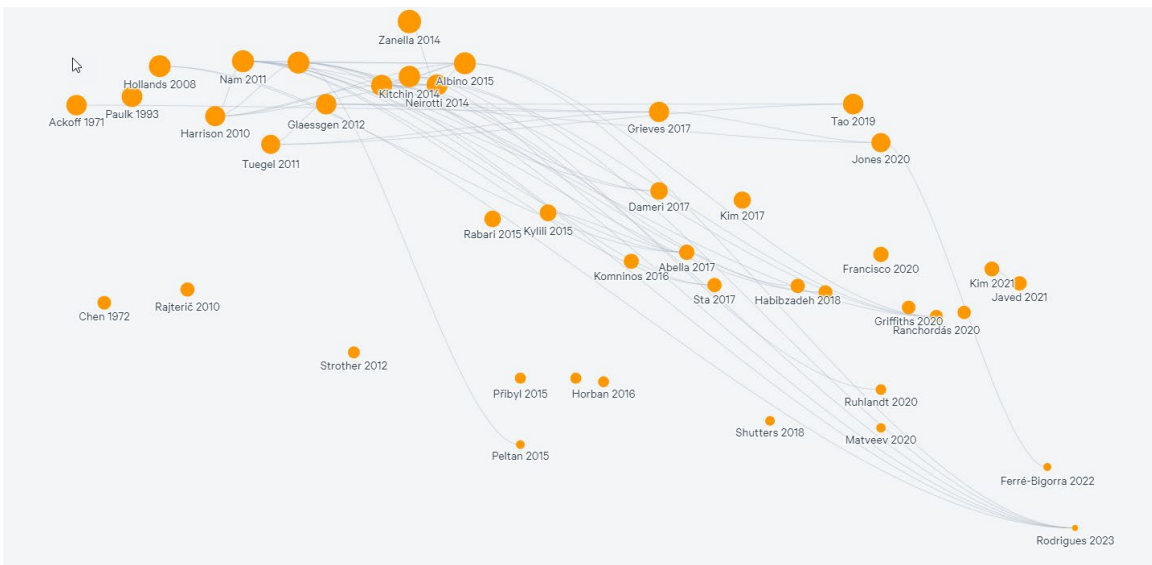 Zanella 2014
Hollands 2008
Nam 2011
Albino 2015
Kitchin 2014
Neirotti 2014
Ackoff 1971
Paulk 1993
Harrison 2010
Glaessgen 2012
Grieves 2017
Tao 2019
Tuegel 2011
Jones 2020
Dameri 2017
Kim 2017
Rabari 2015
Kylili 2015
Komninos 2016
Abella 2017
Francisco 2020
Kim 2021
Javed 2021
Chen 1972
Rajterič 2010
Sta 2017
Habibzadeh 2018
Griffiths 2020
Ranchordás 2020
Strother 2012
Přibyl 2015
Horban 2016
Ruhlandt 2020
Shutters 2018
Matveev 2020
Peltan 2015
Ferré-Bigorra 2022
Rodrigues 2023